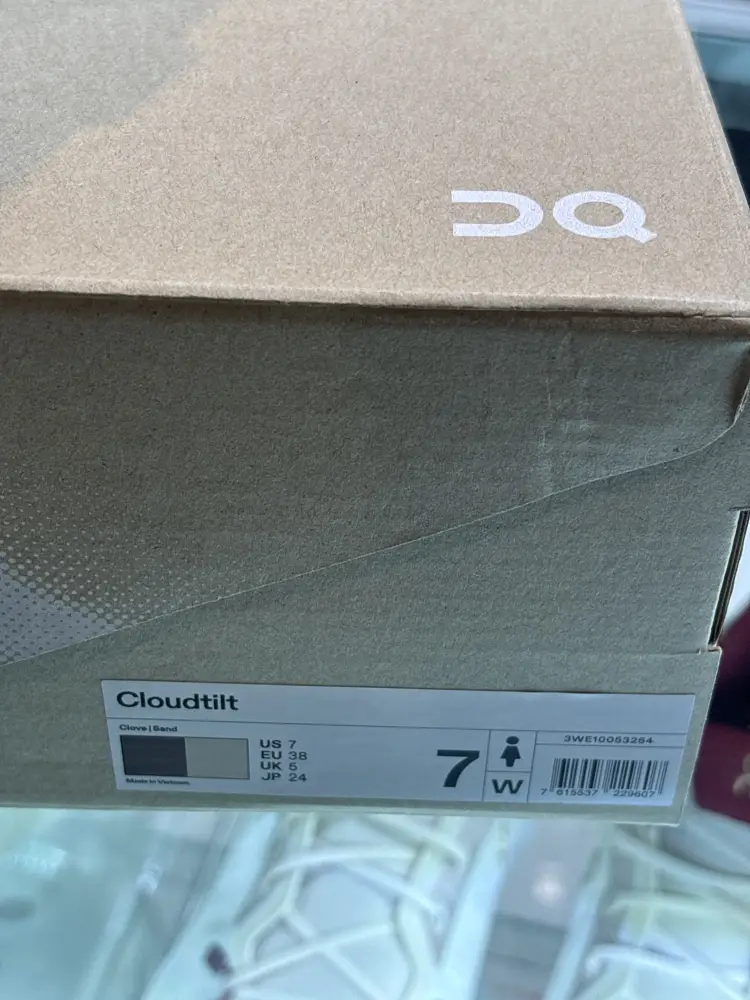 On
Cloudtilt
Clove | Sand
Made in Vietnam
US 7
EU 38
UK 5
JP 24
7
W
3WE10053264
7 615537 229607